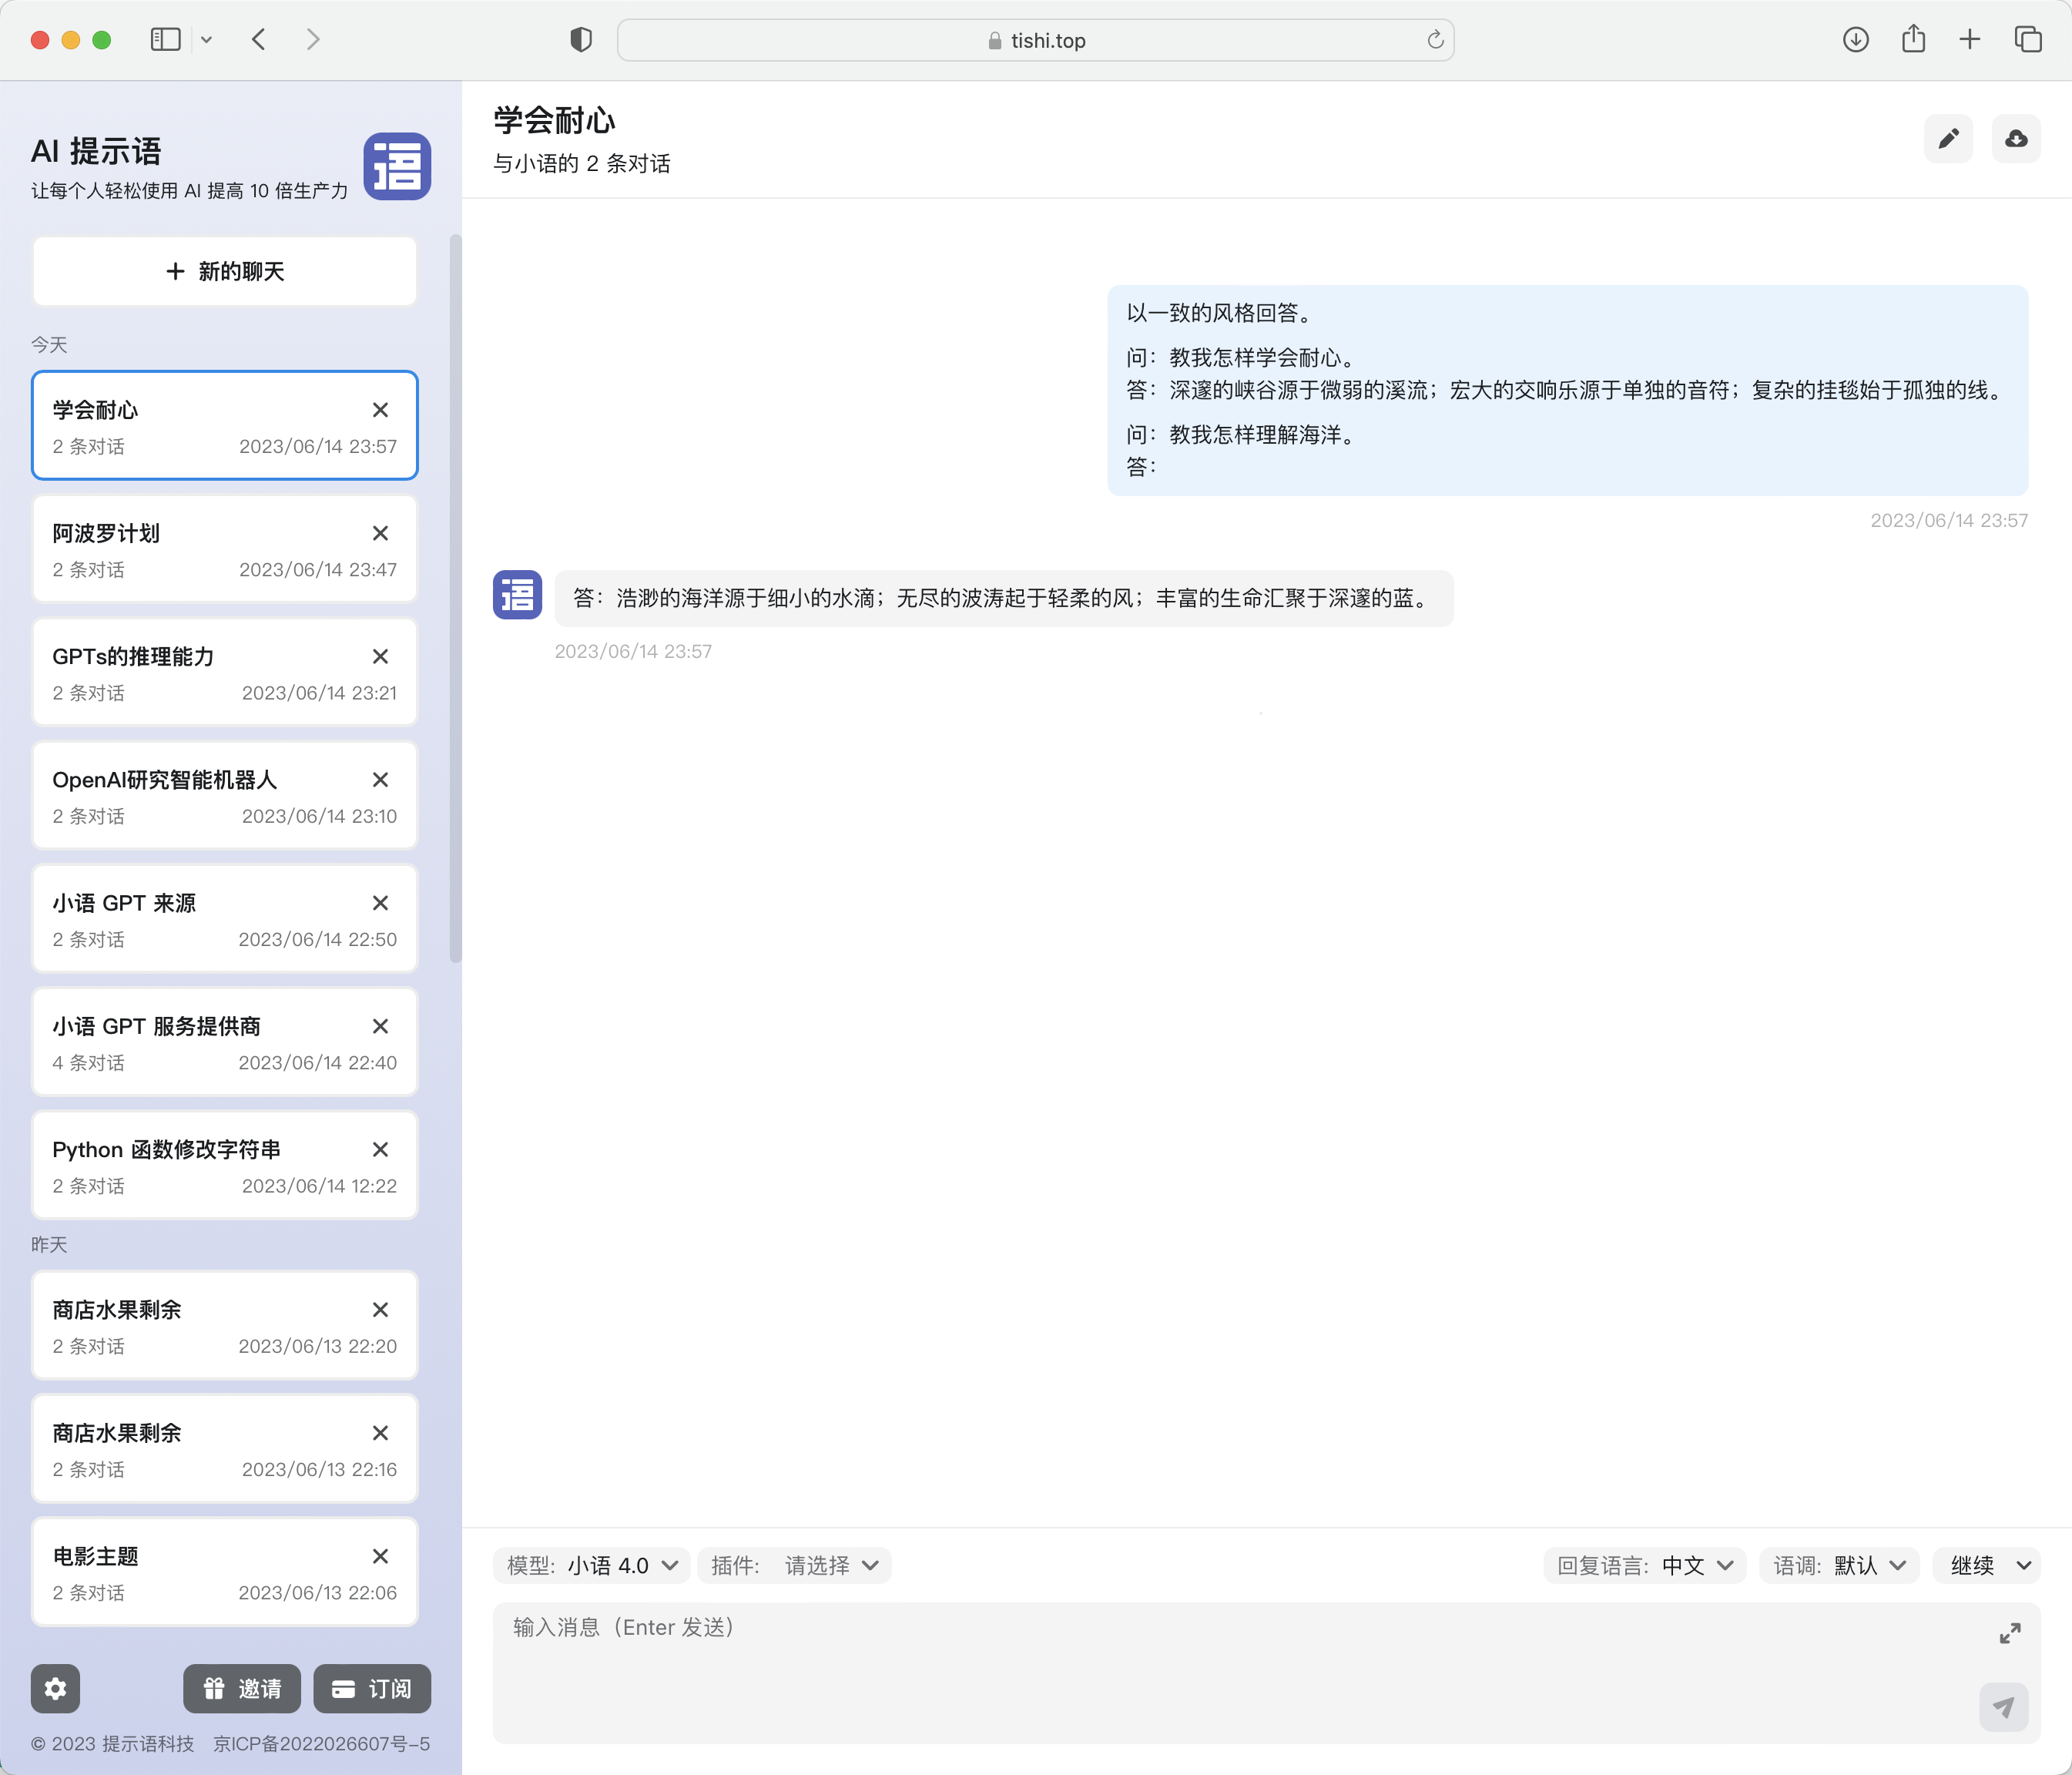 tishi.top
AI 提示语
让每个人轻松使用 AI 提高 10 倍生产力
语
新的聊天
今天
学会耐心
2 条对话 2023/06/14 23:57
阿波罗计划
2 条对话 2023/06/14 23:47
GPTs的推理能力
2 条对话 2023/06/14 23:21
OpenAI研究智能机器人
2 条对话 2023/06/14 23:10
小语 GPT 来源
2 条对话 2023/06/14 22:50
小语 GPT 服务提供商
4 条对话 2023/06/14 22:40
Python 函数修改字符串
2 条对话 2023/06/14 12:22
昨天
商店水果剩余
2 条对话 2023/06/13 22:20
商店水果剩余
2 条对话 2023/06/13 22:16
电影主题
2 条对话 2023/06/13 22:06
邀请 订阅
© 2023 提示语科技 京ICP备2022026607号-5
学会耐心
与小语的 2 条对话
以一致的风格回答。
问：教我怎样学会耐心。
答：深邃的峡谷源于微弱的溪流；宏大的交响乐源于单独的音符；复杂的挂毯始于孤独的线。
问：教我怎样理解海洋。
答：
2023/06/14 23:57
语
答：浩渺的海洋源于细小的水滴；无尽的波涛起于轻柔的风；丰富的生命汇聚于深邃的蓝。
2023/06/14 23:57
模型: 小语 4.0 插件: 请选择 回复语言: 中文 语调: 默认 继续
输入消息（Enter 发送）